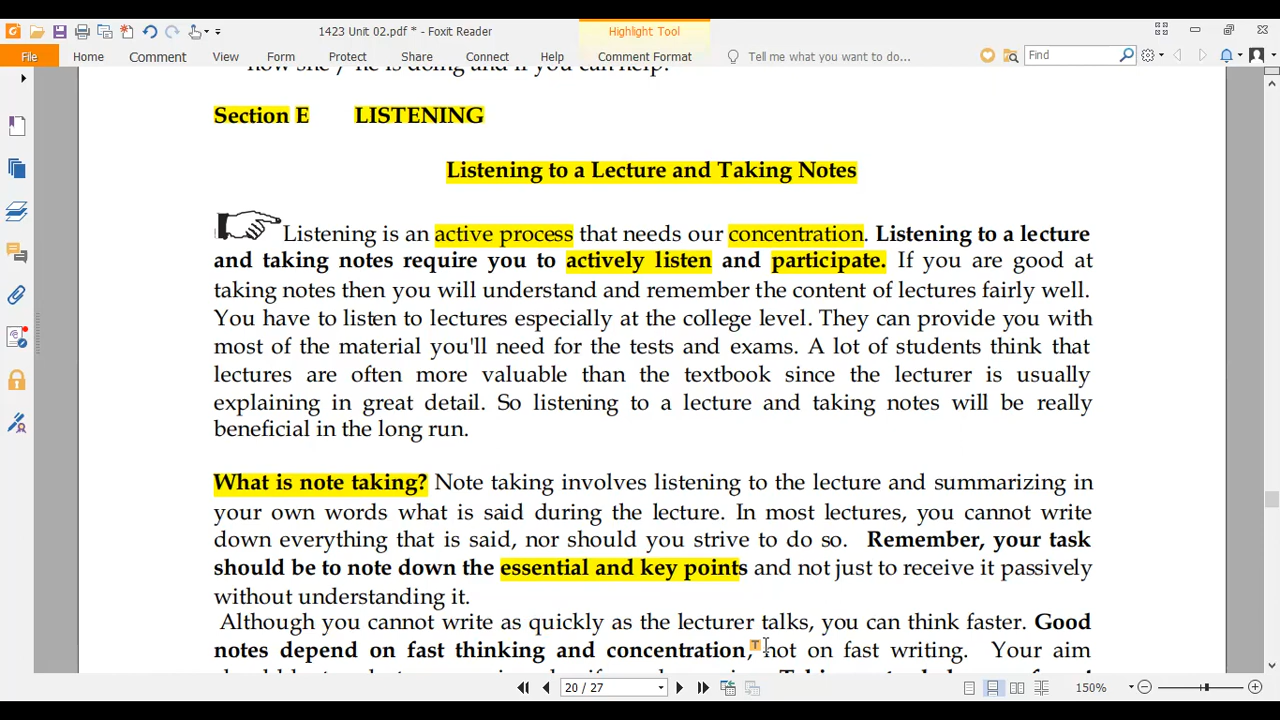 1423 Unit 02.pdf * - Foxit Reader
Highlight Tool
File Home Comment View Form Protect Share Connect Help Comment Format Tell me what you want to do... Find
how she / he is doing and if you can help.
Section E LISTENING
Listening to a Lecture and Taking Notes
Listening is an active process that needs our concentration. Listening to a lecture
and taking notes require you to actively listen and participate. If you are good at
taking notes then you will understand and remember the content of lectures fairly well.
You have to listen to lectures especially at the college level. They can provide you with
most of the material you'll need for the tests and exams. A lot of students think that
lectures are often more valuable than the textbook since the lecturer is usually
explaining in great detail. So listening to a lecture and taking notes will be really
beneficial in the long run.
What is note taking? Note taking involves listening to the lecture and summarizing in
your own words what is said during the lecture. In most lectures, you cannot write
down everything that is said, nor should you strive to do so. Remember, your task
should be to note down the essential and key points and not just to receive it passively
without understanding it.
Although you cannot write as quickly as the lecturer talks, you can think faster. Good
notes depend on fast thinking and concentration, not on fast writing. Your aim
20 / 27
150%